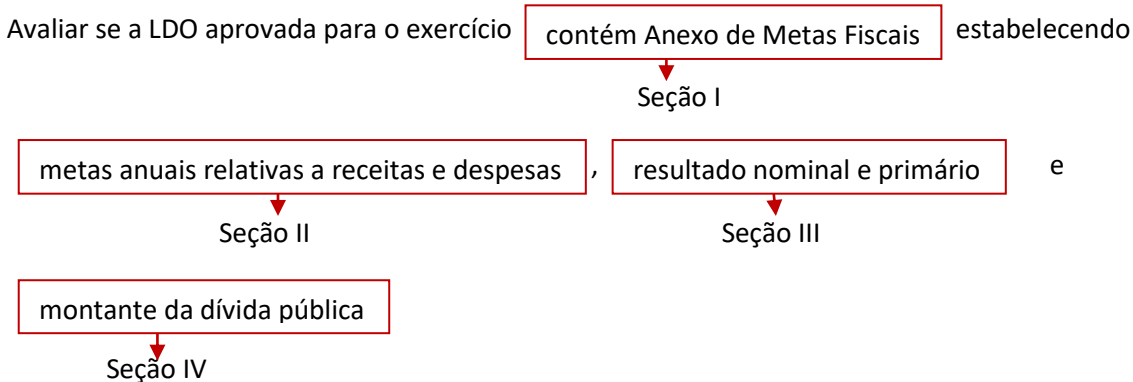 Avaliar se a LDO aprovada para o exercício contém Anexo de Metas Fiscais estabelecendo
Seção I
metas anuais relativas a receitas e despesas , resultado nominal e primário e
Seção II Seção III
montante da dívida pública
Seção IV